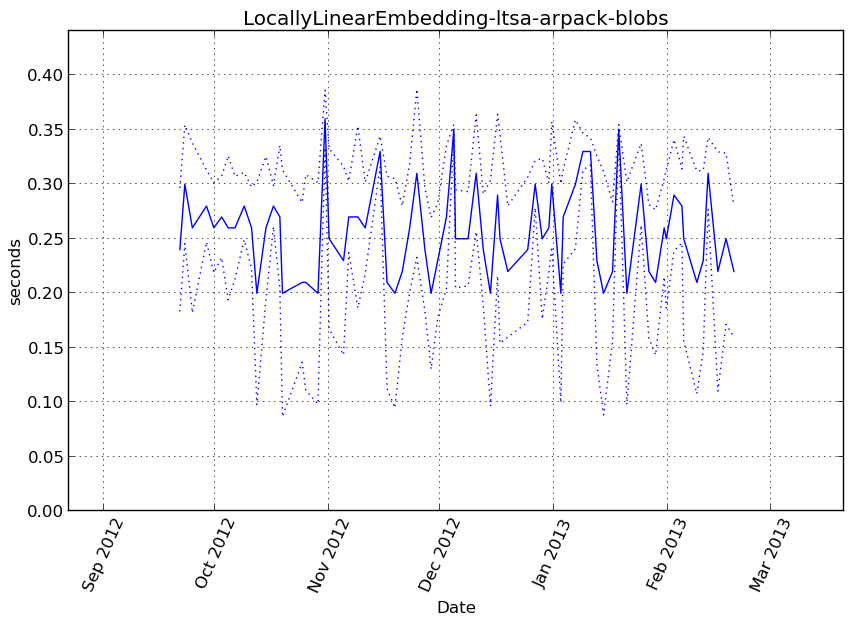 LocallyLinearEmbedding-ltsa-arpack-blobs
0.40
0.35
0.30
0.25
0.20
0.15
0.10
0.05
0.00
seconds
Sep 2012
Oct 2012
Nov 2012
Dec 2012
Jan 2013
Feb 2013
Mar 2013
Date